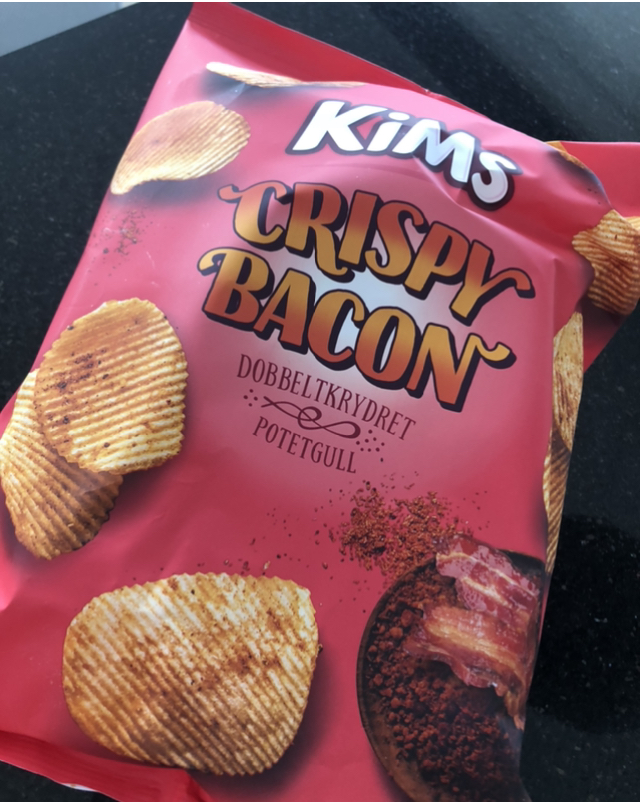 KiMS
CRISPY
BACON
DOBBELTKRYDRET
POTETGULL